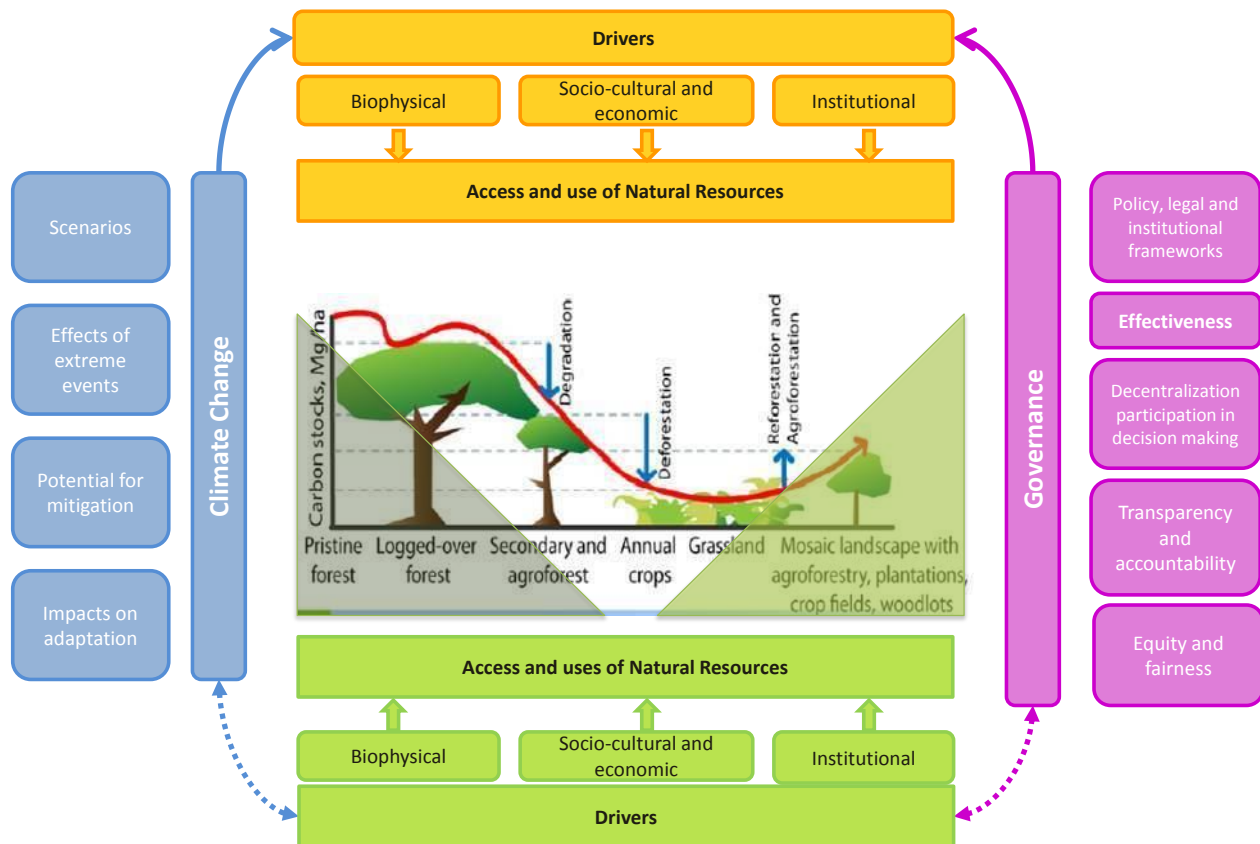 Drivers
Biophysical
Socio-cultural and
economic
Institutional
Access and use of Natural Resources
Scenarios
Effects of
extreme
events
Potential for
mitigation
Impacts on
adaptation
Climate Change
Carbon stocks, Mg/ha
Degradation
Deforestation
Reforestation and
Agroforestation
Pristine
forest
Logged-over
forest
Secondary and
agroforest
Annual
crops
Grassland
Mosaic landscape with
agroforestry, plantations,
crop fields, woodlots
Governance
Policy, legal and
institutional
frameworks
Effectiveness
Decentralization
participation in
decision making
Transparency
and
accountability
Equity and
fairness
Access and uses of Natural Resources
Biophysical
Socio-cultural and
economic
Institutional
Drivers